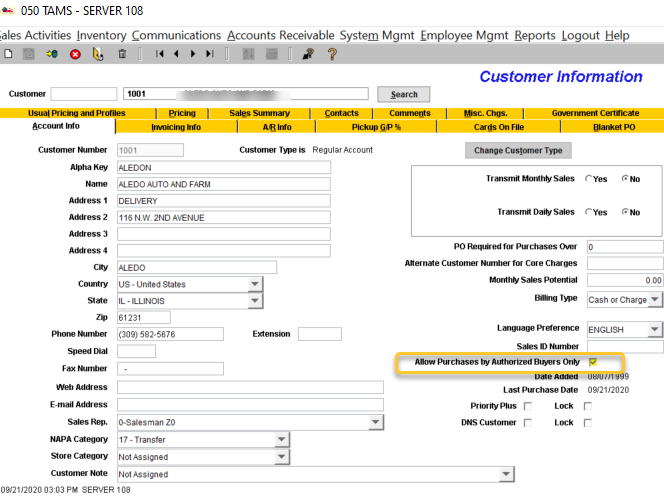 050 TAMS - SERVER 108
Sales Activities Inventory Communications Accounts Receivable System Mgmt Employee Mgmt Reports Logout Help
Customer Information
Customer 1001 Search
Usual Pricing and Profiles Pricing Sales Summary Contacts Comments Misc. Chgs. Government Certificate
Account Info Invoicing Info A/R Info Pickup G/P % Cards On File Blanket PO
Customer Number 1001 Customer Type is Regular Account Change Customer Type
Alpha Key ALEDON
Transmit Monthly Sales Yes No
Name ALEDO AUTO AND FARM
Address 1 DELIVERY
Transmit Daily Sales Yes No
Address 2 116 N.W. 2ND AVENUE
Address 3
Address 4
PO Required for Purchases Over 0
City ALEDO
Alternate Customer Number for Core Charges
Country US - United States
Monthly Sales Potential 0.00
State IL - ILLINOIS
Billing Type Cash or Charge
Zip 61231
Phone Number (309) 582-5676 Extension
Language Preference ENGLISH
Speed Dial
Sales ID Number
Fax Number -
Allow Purchases by Authorized Buyers Only
Date Added 08/07/1999
Web Address
Last Purchase Date 09/21/2020
E-mail Address
Priority Plus Lock
Sales Rep. 0-Salesman Z0
DNS Customer Lock
NAPA Category 17 - Transfer
Store Category Not Assigned
Customer Note Not Assigned
09/21/2020 03:03 PM SERVER 108